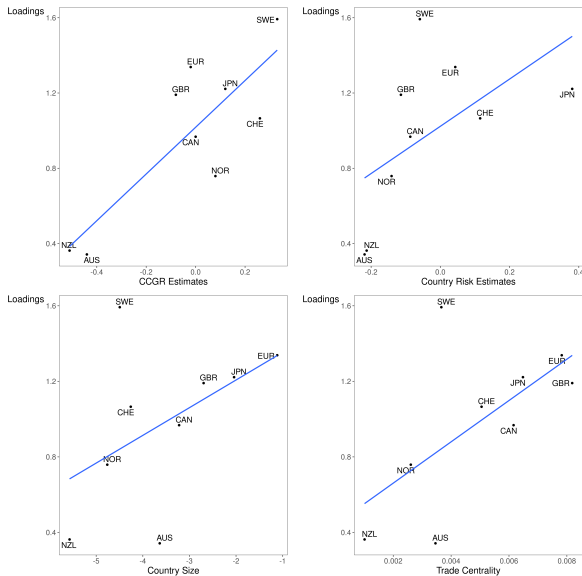 Loadings
1.6
1.2
0.8
0.4
SWE
EUR
JPN
GBR
CHE
CAN
NOR
NZL
AUS
-0.4
-0.2
0.0
0.2
CCGR Estimates
Loadings
1.6
1.2
0.8
0.4
SWE
EUR
GBR
JPN
CHE
CAN
NOR
NZL
AUS
-0.2
0.0
0.2
0.4
Country Risk Estimates
Loadings
1.6
1.2
0.8
0.4
SWE
EUR
JPN
GBR
CHE
CAN
NOR
NZL
AUS
-5
-4
-3
-2
-1
Country Size
Loadings
1.6
1.2
0.8
0.4
SWE
EUR
JPN
GBR
CHE
CAN
NOR
NZL
AUS
0.002
0.004
0.006
0.008
Trade Centrality